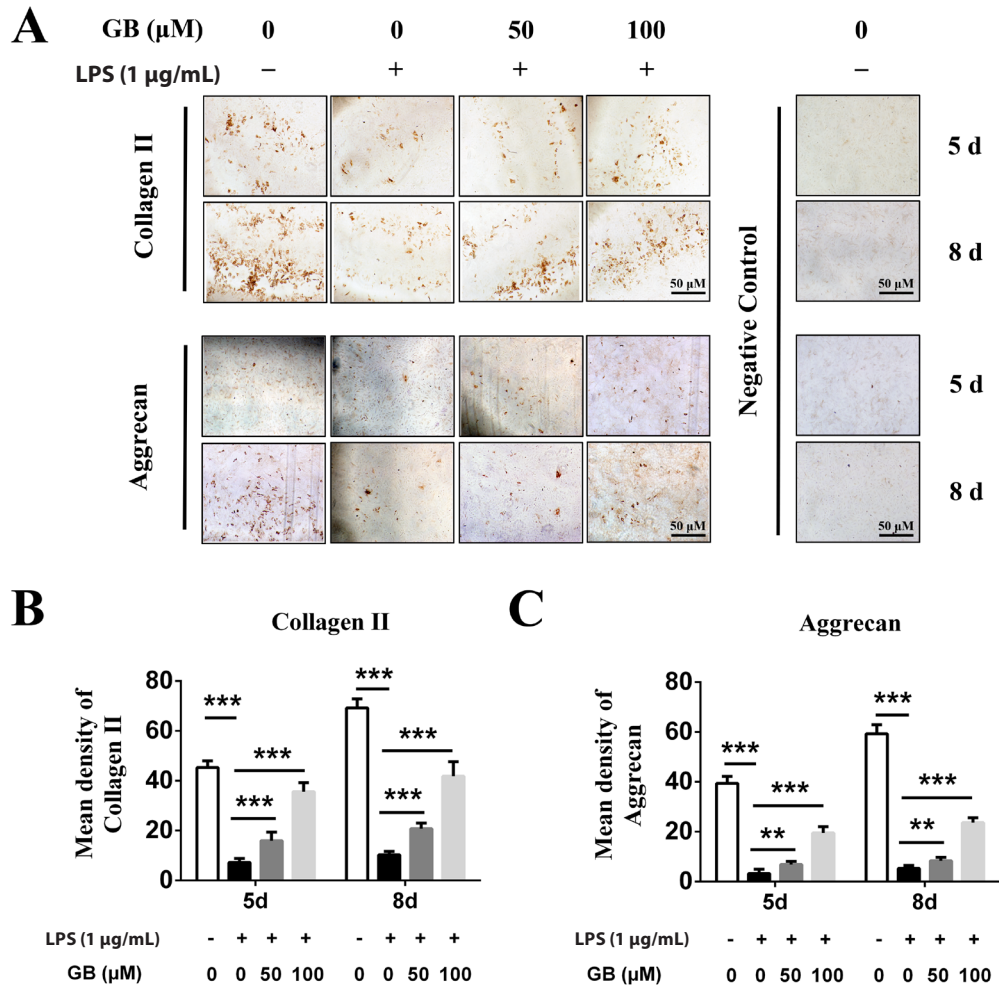 A
GB (µM) 0 0 50 100 0
LPS (1 µg/mL) − + + + −
Collagen II
5 d
8 d
50 µM
50 µM
Negative Control
Aggrecan
5 d
8 d
50 µM
50 µM
B
Collagen II
Mean density of
Collagen II
80
60
40
20
0
***
***
***
***
***
***
5d 8d
LPS (1 µg/mL) - + + + - + + +
GB (µM) 0 0 50 100 0 0 50 100
C
Aggrecan
Mean density of
Aggrecan
80
60
40
20
0
***
***
**
***
***
**
5d 8d
LPS (1 µg/mL) - + + + - + + +
GB (µM) 0 0 50 100 0 0 50 100